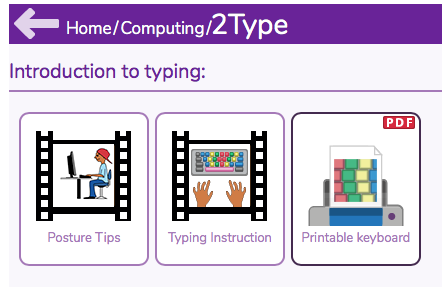 Home/Computing/2Type
Introduction to typing:
PDF
Posture Tips
Typing Instruction
Printable keyboard